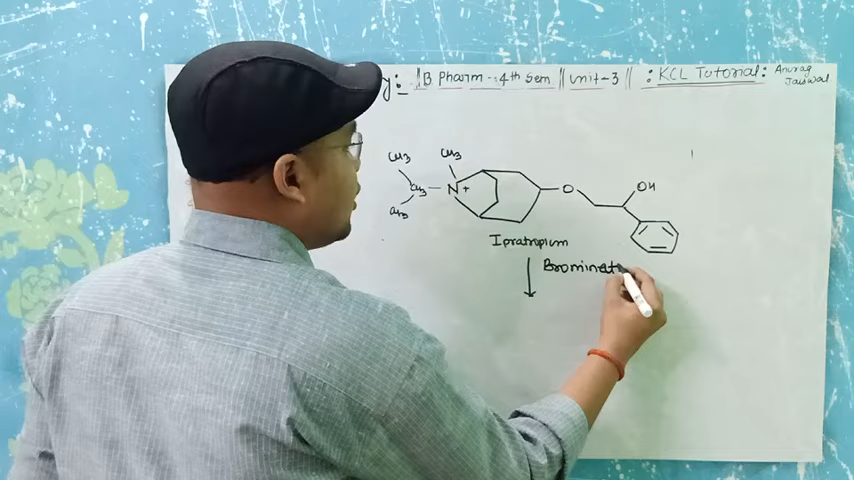 y: || B. Pharm - 4th Sem || Unit-3 || : KCL Tutorial : Anurag Jaiswal
CH3 CH3
CH3 N+ O OH
CH3
Ipratropium
Brominat